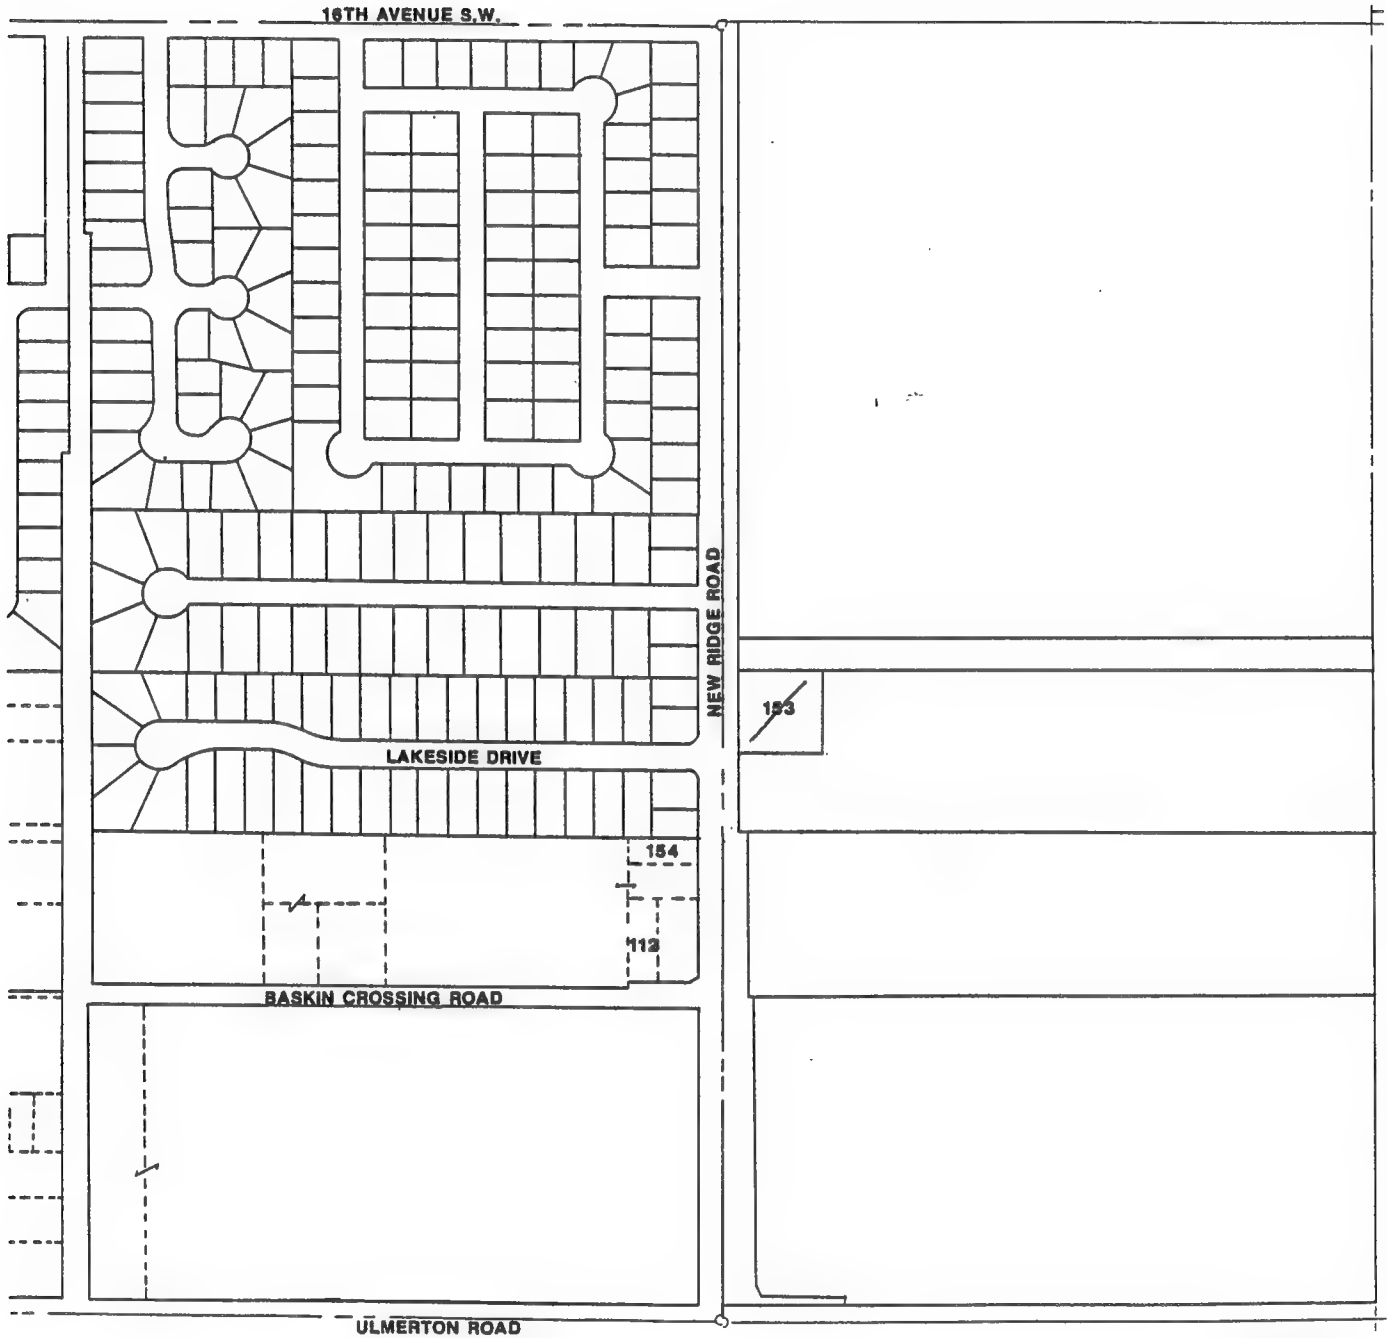 16TH AVENUE S.W.
NEW RIDGE ROAD
153
LAKESIDE DRIVE
154
112
BASKIN CROSSING ROAD
ULMERTON ROAD